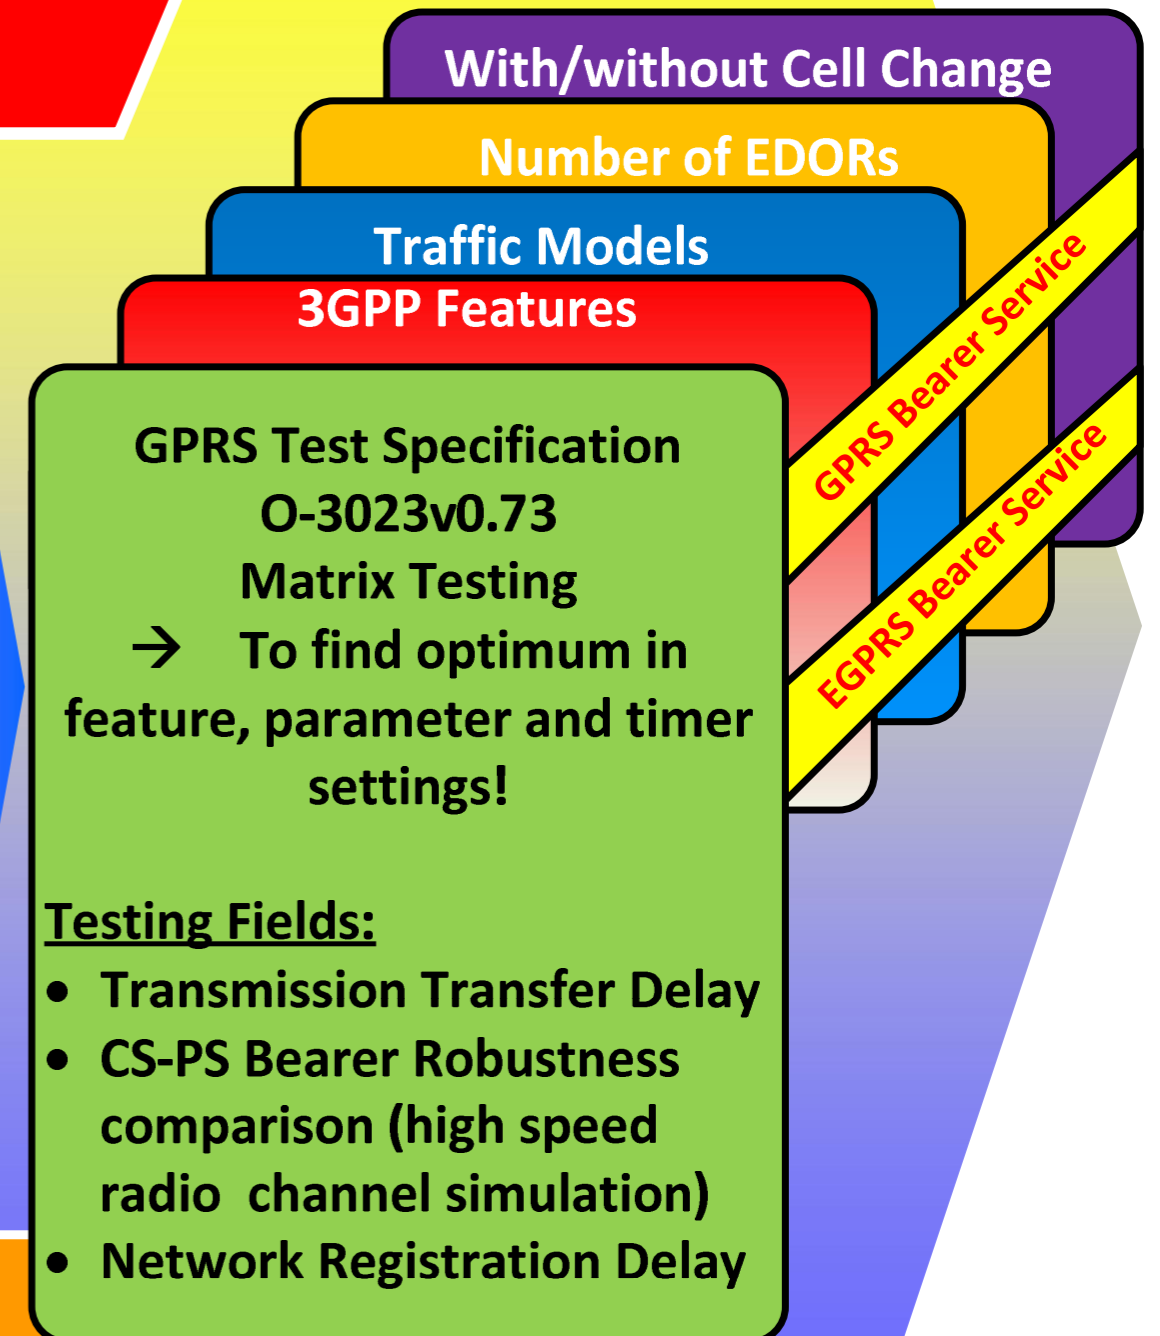 With/without Cell Change
Number of EDORs
Traffic Models
3GPP Features
GPRS Test Specification
O-3023v0.73
Matrix Testing
→ To find optimum in
feature, parameter and timer
settings!
Testing Fields:
• Transmission Transfer Delay
• CS-PS Bearer Robustness
comparison (high speed
radio channel simulation)
• Network Registration Delay
GPRS Bearer Service
EGPRS Bearer Service